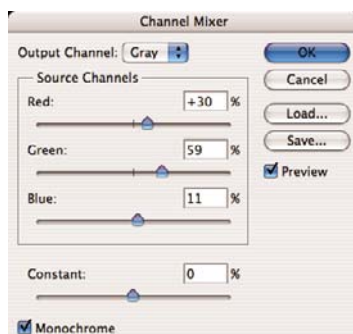 Channel Mixer
Output Channel: Gray
OK
Source Channels
Cancel
Red: +30 %
Load...
Save...
Green: 59 %
Preview
Blue: 11 %
Constant: 0 %
Monochrome